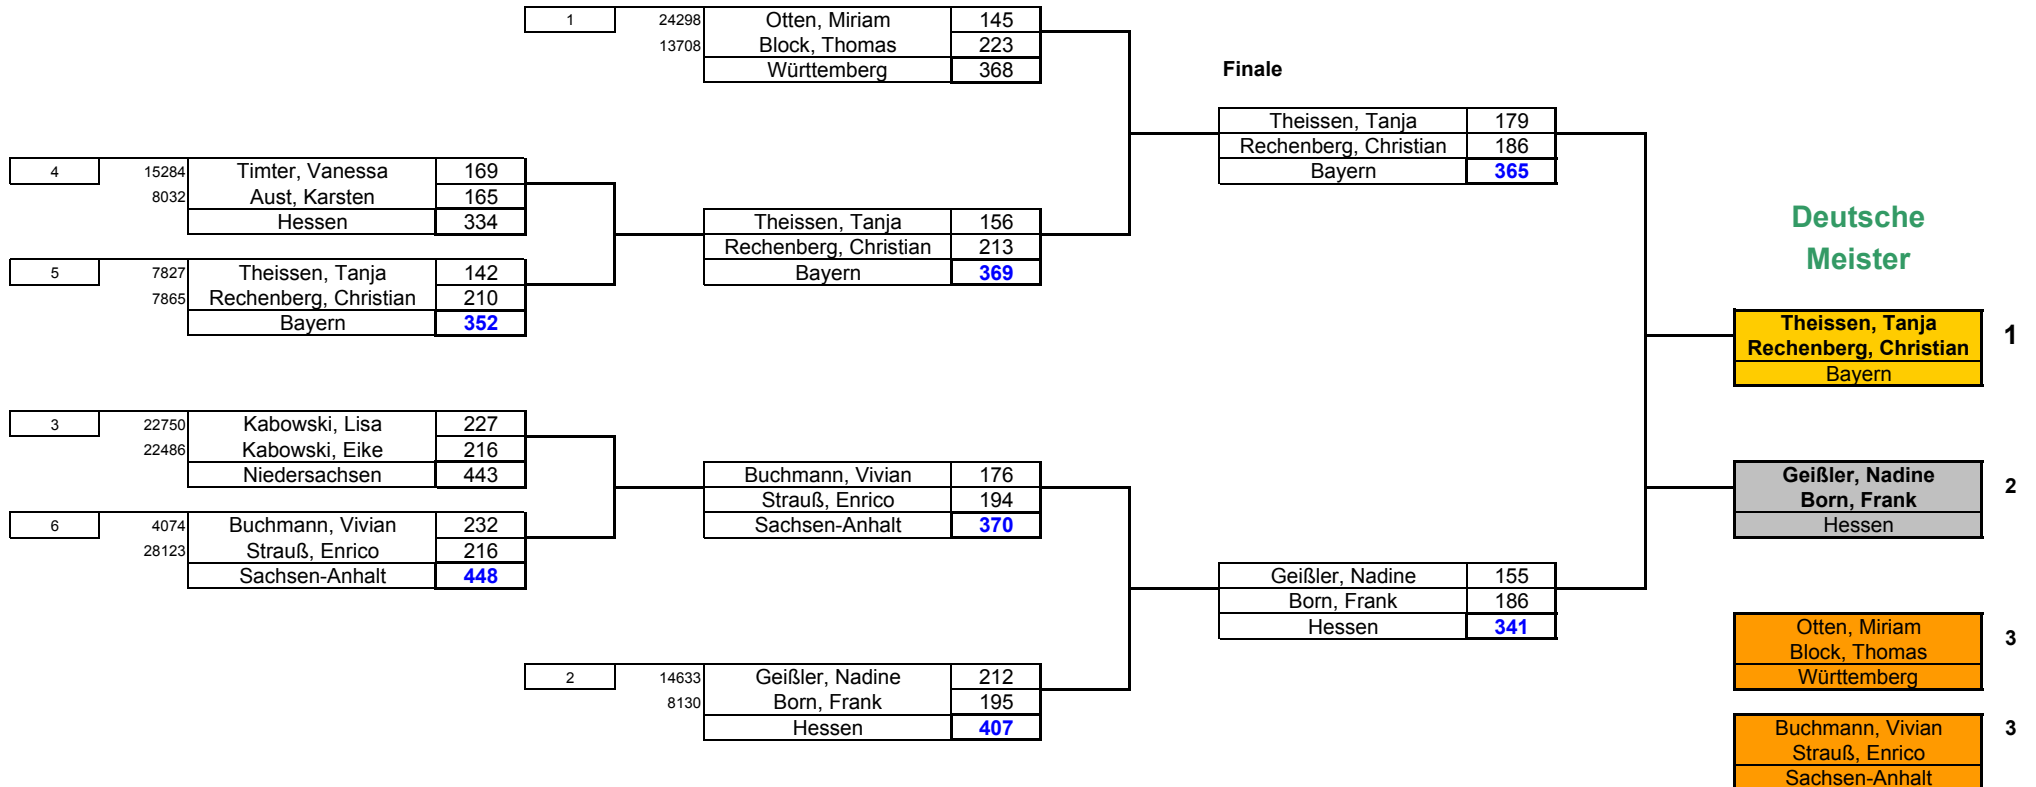 1 24298 Otten, Miriam 145
13708 Block, Thomas 223
Württemberg 368
Finale
Theissen, Tanja 179
Rechenberg, Christian 186
Bayern 365
4 15284 Timter, Vanessa 169
8032 Aust, Karsten 165
Hessen 334
Theissen, Tanja 156
Rechenberg, Christian 213
Bayern 369
5 7827 Theissen, Tanja 142
7865 Rechenberg, Christian 210
Bayern 352
Deutsche
Meister
Theissen, Tanja 1
Rechenberg, Christian
Bayern
3 22750 Kabowski, Lisa 227
22486 Kabowski, Eike 216
Niedersachsen 443
Buchmann, Vivian 176
Strauß, Enrico 194
Sachsen-Anhalt 370
6 4074 Buchmann, Vivian 232
28123 Strauß, Enrico 216
Sachsen-Anhalt 448
Geißler, Nadine 2
Born, Frank
Hessen
Geißler, Nadine 155
Born, Frank 186
Hessen 341
2 14633 Geißler, Nadine 212
8130 Born, Frank 195
Hessen 407
Otten, Miriam 3
Block, Thomas
Württemberg
Buchmann, Vivian 3
Strauß, Enrico
Sachsen-Anhalt